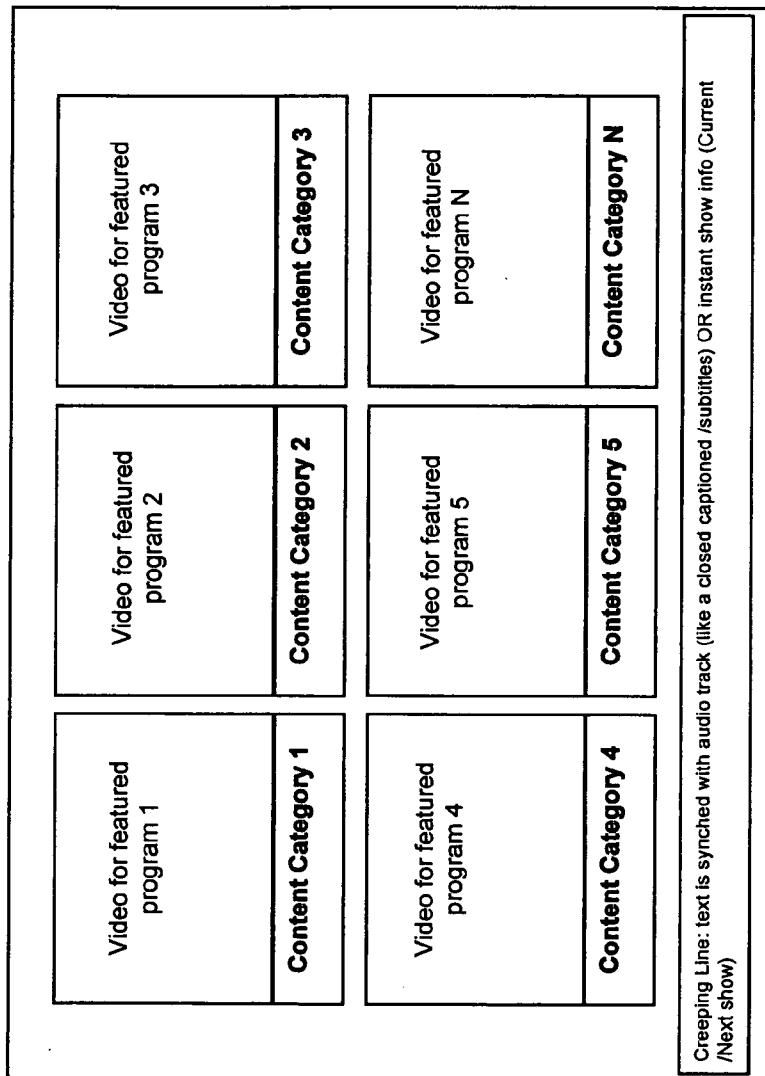 Video for featured
program 1
Content Category 1
Video for featured
program 2
Content Category 2
Video for featured
program 3
Content Category 3
Video for featured
program 4
Content Category 4
Video for featured
program 5
Content Category 5
Video for featured
program N
Content Category N
Creeping Line: text is synched with audio track (like a closed captioned /subtitles) OR instant show info (Current
/Next show)